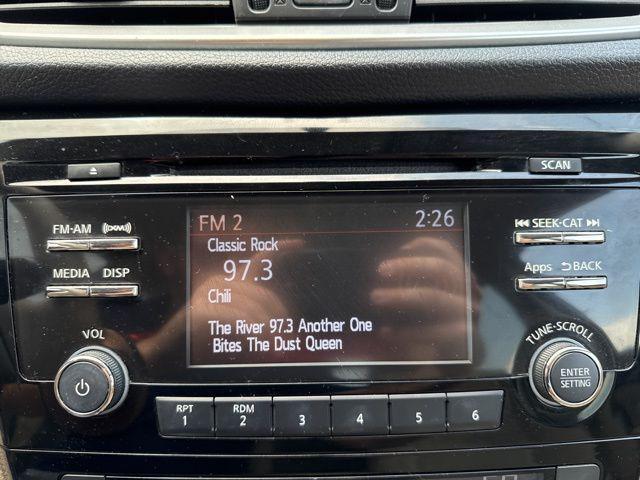 SCAN
FM-AM (((XM)))
MEDIA DISP
VOL
RPT
1
RDM
2
3
4
5
6
FM 2 2:26
Classic Rock
97.3
Chili
The River 97.3 Another One
Bites The Dust Queen
SEEK-CAT
Apps BACK
TUNE-SCROLL
ENTER
SETTING